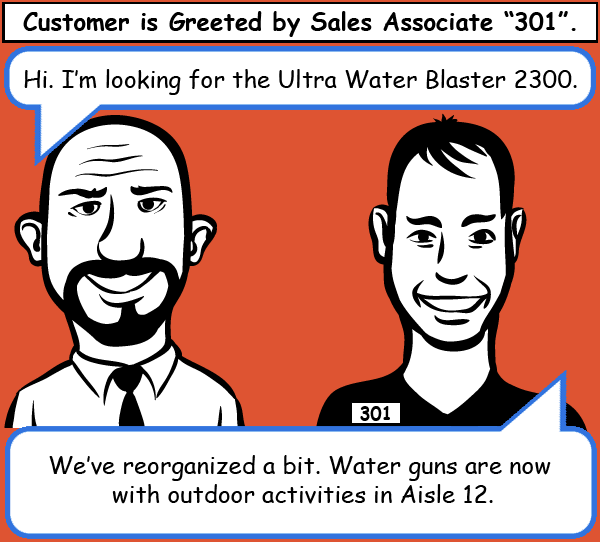 Customer is Greeted by Sales Associate “301”.
Hi. I’m looking for the Ultra Water Blaster 2300.
301
We’ve reorganized a bit. Water guns are now
with outdoor activities in Aisle 12.